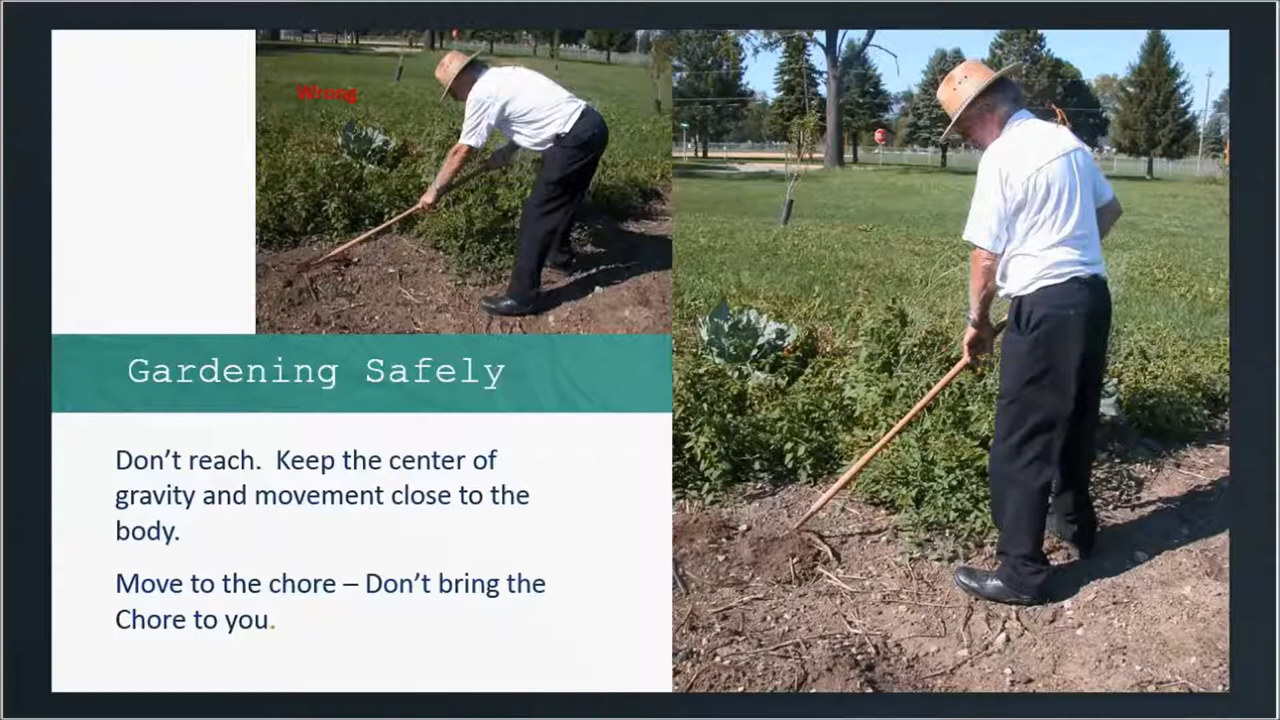 Wrong
Gardening Safely
Don’t reach.  Keep the center of
gravity and movement close to the
body.
Move to the chore – Don’t bring the
Chore to you.